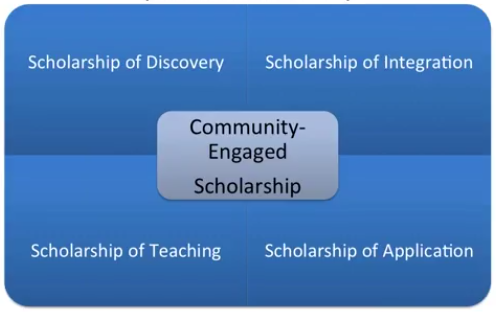 Scholarship of Discovery
Scholarship of Integration
Community-
Engaged
Scholarship
Scholarship of Teaching
Scholarship of Application